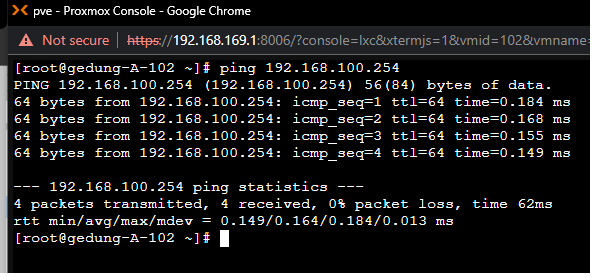 pve - Proxmox Console - Google Chrome
Not secure https://192.168.169.1:8006/?console=lxc&xtermjs=1&vmid=102&vmname=
[root@gedung-A-102 ~]# ping 192.168.100.254
PING 192.168.100.254 (192.168.100.254) 56(84) bytes of data.
64 bytes from 192.168.100.254: icmp_seq=1 ttl=64 time=0.184 ms
64 bytes from 192.168.100.254: icmp_seq=2 ttl=64 time=0.168 ms
64 bytes from 192.168.100.254: icmp_seq=3 ttl=64 time=0.155 ms
64 bytes from 192.168.100.254: icmp_seq=4 ttl=64 time=0.149 ms
--- 192.168.100.254 ping statistics ---
4 packets transmitted, 4 received, 0% packet loss, time 62ms
rtt min/avg/max/mdev = 0.149/0.164/0.184/0.013 ms
[root@gedung-A-102 ~]#